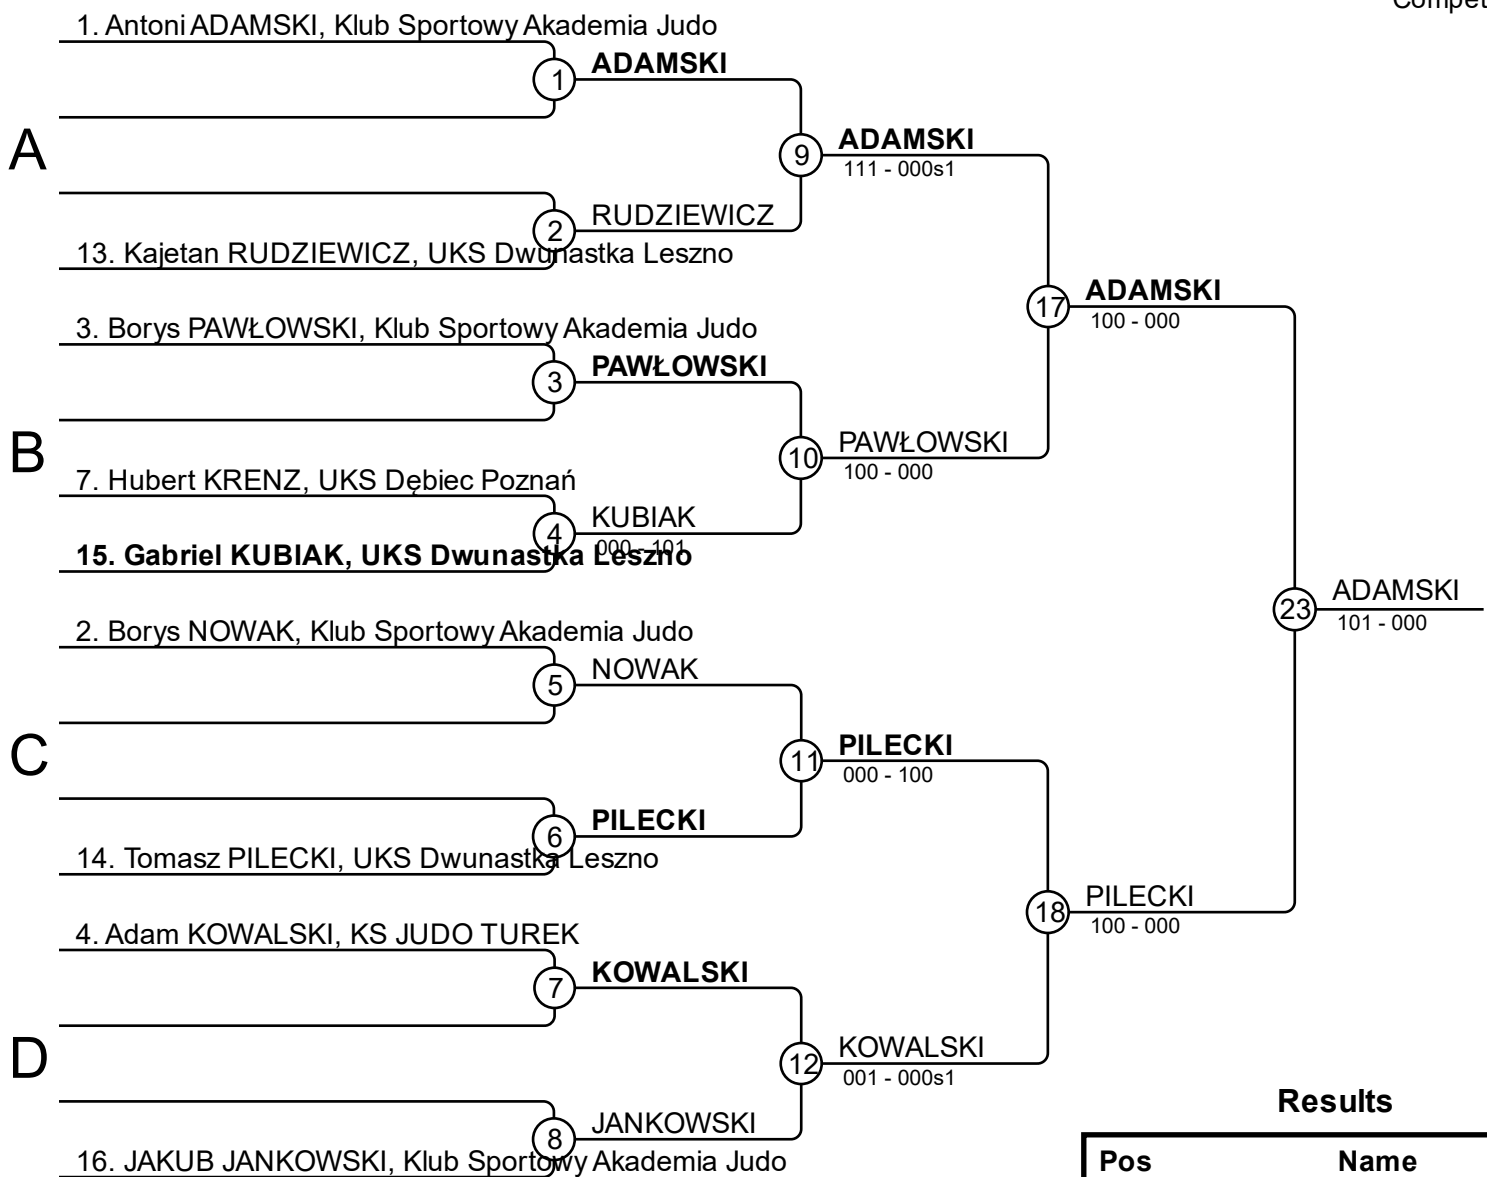 Compet
1. Antoni ADAMSKI, Klub Sportowy Akademia Judo
1
ADAMSKI
A
9
ADAMSKI
111 - 000s1
2
RUDZIEWICZ
13. Kajetan RUDZIEWICZ, UKS Dwunastka Leszno
17
ADAMSKI
100 - 000
3. Borys PAWŁOWSKI, Klub Sportowy Akademia Judo
3
PAWŁOWSKI
B
10
PAWŁOWSKI
100 - 000
7. Hubert KRENZ, UKS Dębiec Poznań
4
KUBIAK
000 - 101
15. Gabriel KUBIAK, UKS Dwunastka Leszno
23
ADAMSKI
101 - 000
2. Borys NOWAK, Klub Sportowy Akademia Judo
5
NOWAK
C
11
PILECKI
000 - 100
6
PILECKI
14. Tomasz PILECKI, UKS Dwunastka Leszno
18
PILECKI
100 - 000
4. Adam KOWALSKI, KS JUDO TUREK
7
KOWALSKI
D
12
KOWALSKI
001 - 000s1
8
JANKOWSKI
16. JAKUB JANKOWSKI, Klub Sportowy Akademia Judo
Results
Pos Name